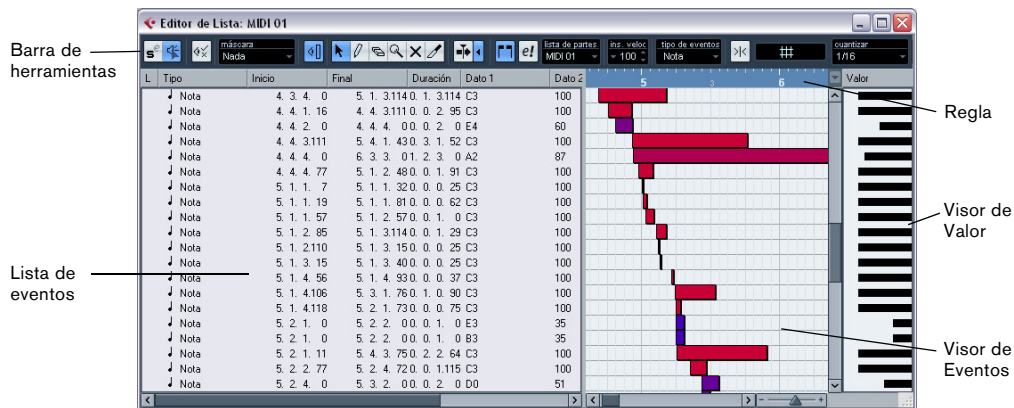 Editor de Lista: MIDI 01
Barra de
herramientas
máscara
Nada
lista de partes
MIDI 01
ins. veloc
100
tipo de eventos
Nota
cuantizar
1/16
L Tipo Inicio Final Duración Dato 1 Dato 2 5 3 6 Valor
Nota 4. 3. 4. 0 5. 1. 3.114 0. 1. 3.114 C3 100
Nota 4. 4. 1. 16 4. 4. 3.111 0. 0. 2. 95 C3 100
Nota 4. 4. 2. 0 4. 4. 4. 0 0. 0. 2. 0 E4 60
Nota 4. 4. 3.111 5. 4. 1. 43 0. 3. 1. 52 C3 100
Nota 4. 4. 4. 0 6. 3. 3. 0 1. 2. 3. 0 A2 87
Nota 4. 4. 4. 77 5. 1. 2. 48 0. 0. 1. 91 C3 100
Nota 5. 1. 1. 7 5. 1. 1. 32 0. 0. 0. 25 C3 100
Nota 5. 1. 1. 19 5. 1. 1. 81 0. 0. 0. 62 C3 100
Nota 5. 1. 1. 57 5. 1. 2. 57 0. 0. 1. 0 C3 100
Nota 5. 1. 2. 85 5. 1. 3.114 0. 0. 1. 29 C3 100
Nota 5. 1. 2.110 5. 1. 3. 15 0. 0. 0. 25 C3 100
Nota 5. 1. 3. 15 5. 1. 3. 40 0. 0. 0. 25 C3 100
Nota 5. 1. 4. 56 5. 1. 4. 93 0. 0. 0. 37 C3 100
Nota 5. 1. 4.106 5. 3. 1. 76 0. 1. 0. 90 C3 100
Nota 5. 1. 4.118 5. 2. 1. 73 0. 0. 0. 75 C3 100
Nota 5. 2. 1. 0 5. 2. 2. 0 0. 0. 1. 0 E3 35
Nota 5. 2. 1. 0 5. 2. 2. 0 0. 0. 1. 0 B3 35
Nota 5. 2. 1. 11 5. 4. 3. 75 0. 2. 2. 64 C3 100
Nota 5. 2. 2. 77 5. 2. 4. 72 0. 0. 1.115 C3 100
Nota 5. 2. 4. 0 5. 3. 2. 0 0. 0. 2. 0 D0 51
Lista de
eventos
Regla
Visor de
Valor
Visor de
Eventos